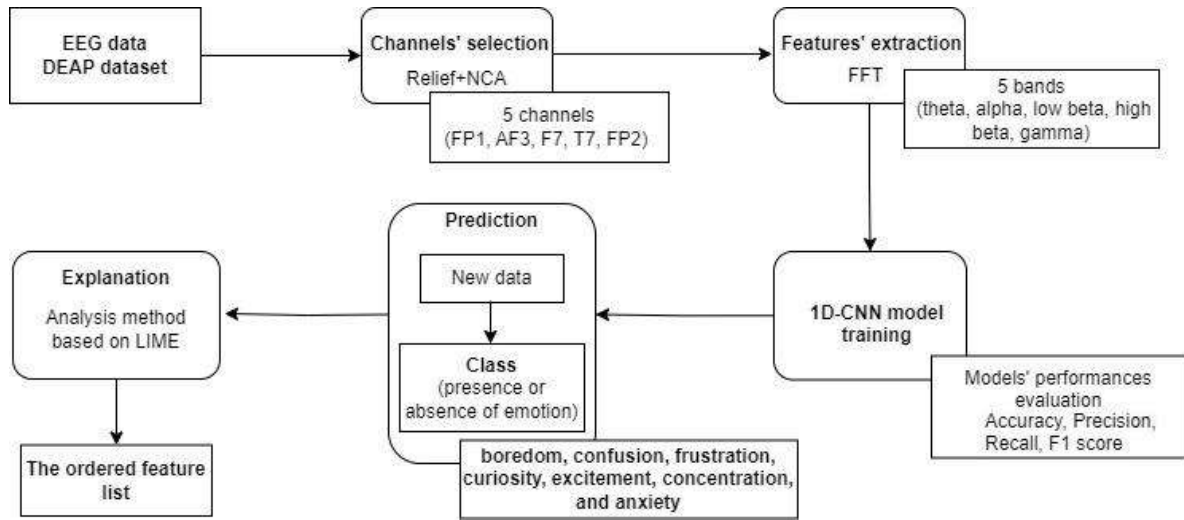 EEG data
DEAP dataset
Channels' selection
Relief+NCA
5 channels
(FP1, AF3, F7, T7, FP2)
Features' extraction
FFT
5 bands
(theta, alpha, low beta, high
beta, gamma)
1D-CNN model
training
Models' performances
evaluation
Accuracy, Precision,
Recall, F1 score
Prediction
New data
Class
(presence or
absence of emotion)
boredom, confusion, frustration,
curiosity, excitement, concentration,
and anxiety
Explanation
Analysis method
based on LIME
The ordered feature
list